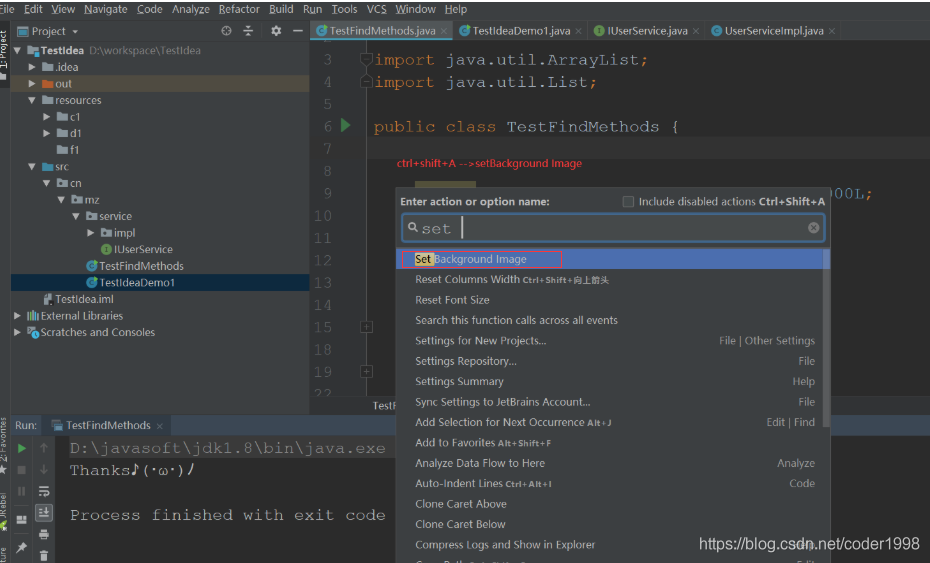 File Edit View Navigate Code Analyze Refactor Build Run Tools VCS Window Help
Project
TestFindMethods.java
TestIdeaDemo1.java
IUserService.java
UserServiceImpl.java
1: Project
TestIdea D:\workspace\TestIdea
.idea
out
resources
c1
d1
f1
src
cn
mz
service
impl
IUserService
TestFindMethods
TestIdeaDemo1
TestIdea.iml
External Libraries
Scratches and Consoles
3 import java.util.ArrayList;
4 import java.util.List;
5
6 public class TestFindMethods {
7
8
ctrl+shift+A -->setBackground Image
9
000L;
10
11
12
13
14
15
18
19
22
Enter action or option name:
Include disabled actions Ctrl+Shift+A
set
Set Background Image
Reset Columns Width Ctrl+Shift+向上箭头
Reset Font Size
Search this function calls across all events
Settings for New Projects... File | Other Settings
Settings Repository... File
Settings Summary Help
Sync Settings to JetBrains Account... File
Add Selection for Next Occurrence Alt+J Edit | Find
Add to Favorites Alt+Shift+F
Analyze Data Flow to Here Analyze
Auto-Indent Lines Ctrl+Alt+I Code
Clone Caret Above
Clone Caret Below
Compress Logs and Show in Explorer
Run:
TestFindMethods
2: Favorites
JRebel
D:\javasoft\jdk1.8\bin\java.exe
Thanks♪(･ω･)ﾉ
Process finished with exit code
https://blog.csdn.net/coder1998